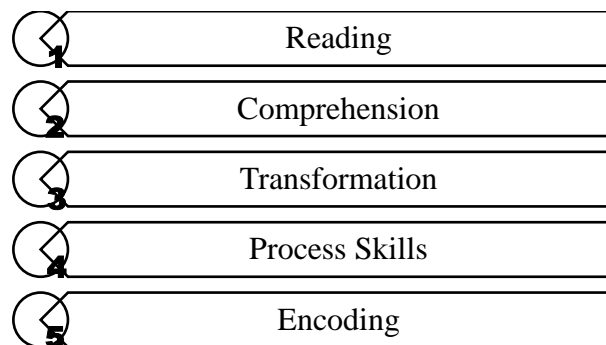 1 Reading
2 Comprehension
3 Transformation
4 Process Skills
5 Encoding